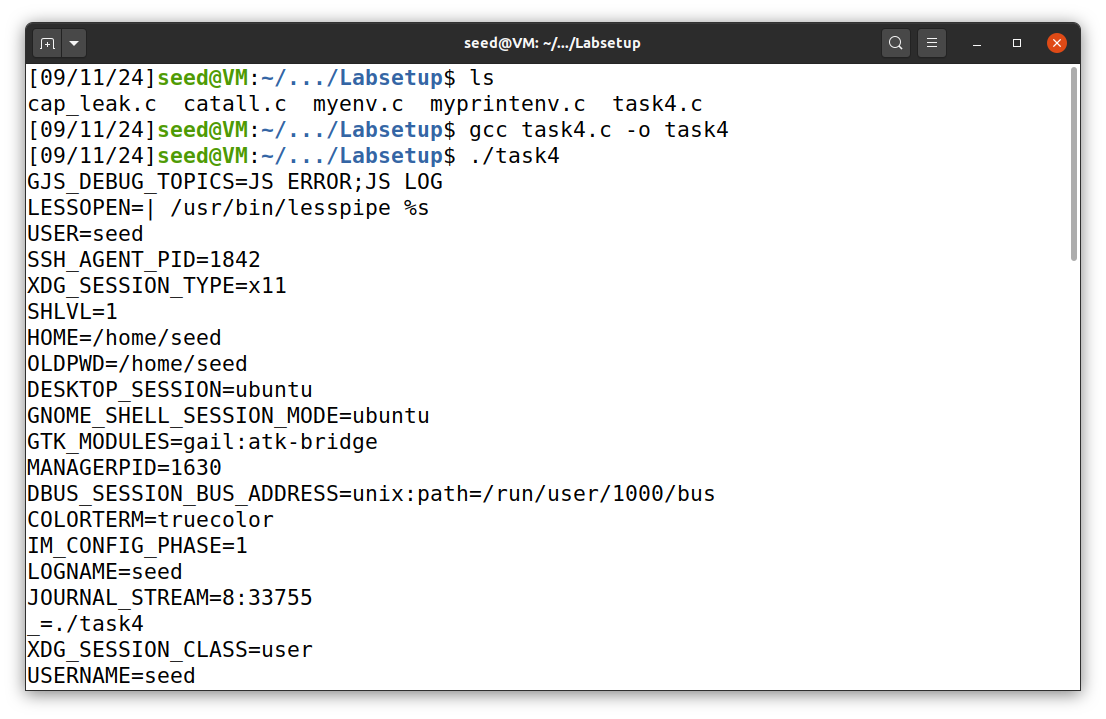 seed@VM: ~/.../Labsetup
[09/11/24]seed@VM:~/.../Labsetup$ ls
cap_leak.c  catall.c  myenv.c  myprintenv.c  task4.c
[09/11/24]seed@VM:~/.../Labsetup$ gcc task4.c -o task4
[09/11/24]seed@VM:~/.../Labsetup$ ./task4
GJS_DEBUG_TOPICS=JS ERROR;JS LOG
LESSOPEN=| /usr/bin/lesspipe %s
USER=seed
SSH_AGENT_PID=1842
XDG_SESSION_TYPE=x11
SHLVL=1
HOME=/home/seed
OLDPWD=/home/seed
DESKTOP_SESSION=ubuntu
GNOME_SHELL_SESSION_MODE=ubuntu
GTK_MODULES=gail:atk-bridge
MANAGERPID=1630
DBUS_SESSION_BUS_ADDRESS=unix:path=/run/user/1000/bus
COLORTERM=truecolor
IM_CONFIG_PHASE=1
LOGNAME=seed
JOURNAL_STREAM=8:33755
_=./task4
XDG_SESSION_CLASS=user
USERNAME=seed